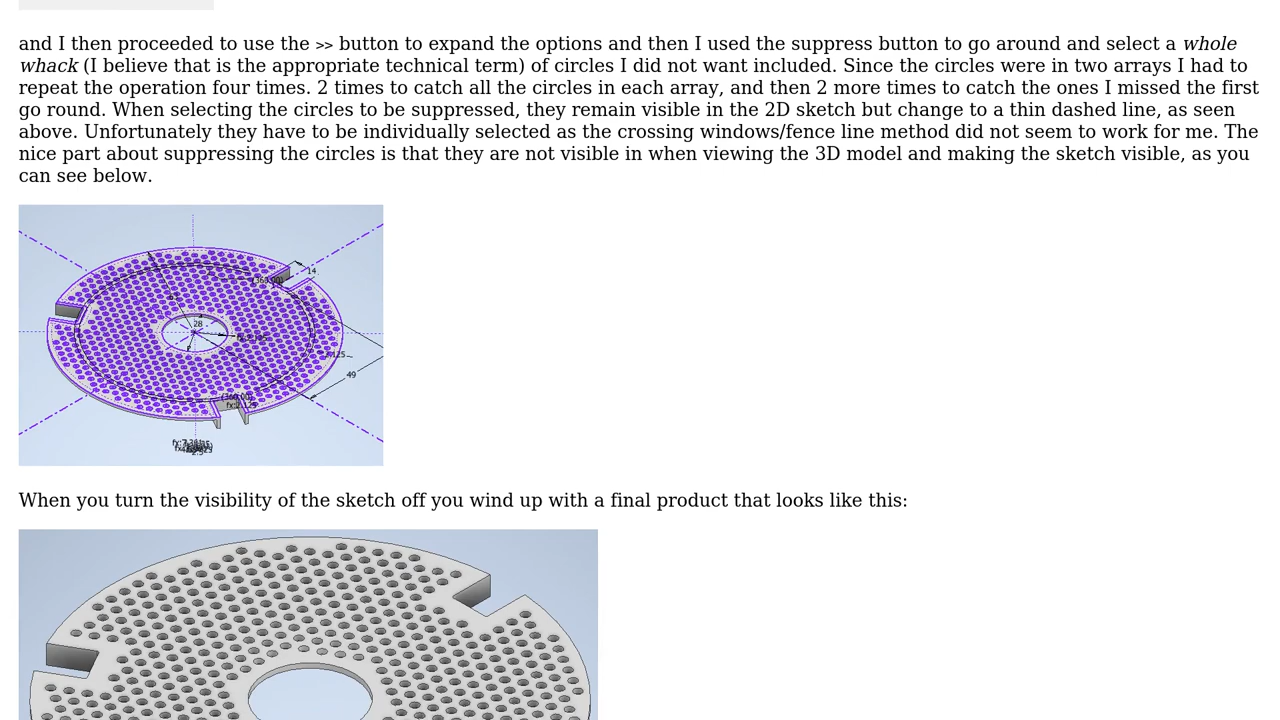 and I then proceeded to use the >> button to expand the options and then I used the suppress button to go around and select a whole
whack (I believe that is the appropriate technical term) of circles I did not want included. Since the circles were in two arrays I had to
repeat the operation four times. 2 times to catch all the circles in each array, and then 2 more times to catch the ones I missed the first
go round. When selecting the circles to be suppressed, they remain visible in the 2D sketch but change to a thin dashed line, as seen
above. Unfortunately they have to be individually selected as the crossing windows/fence line method did not seem to work for me. The
nice part about suppressing the circles is that they are not visible in when viewing the 3D model and making the sketch visible, as you
can see below.
14
(360.00)
28
49
(360.00)
When you turn the visibility of the sketch off you wind up with a final product that looks like this: